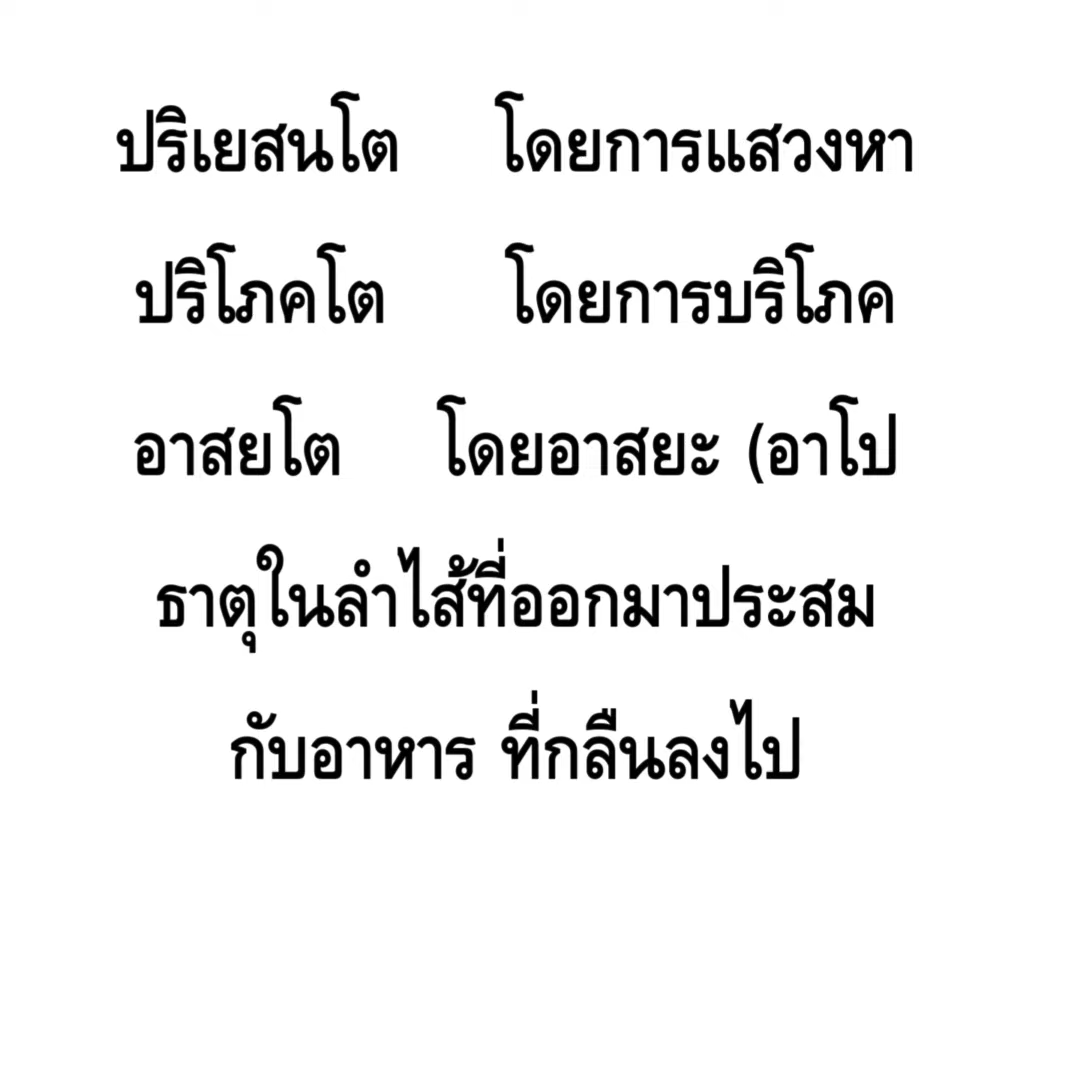 ปริเยสนโต โดยการแสวงหา
ปริโภคโต โดยการบริโภค
อาสยโต โดยอาสยะ (อาโป
ธาตุในลำไส้ที่ออกมาประสม
กับอาหาร ที่กลืนลงไป